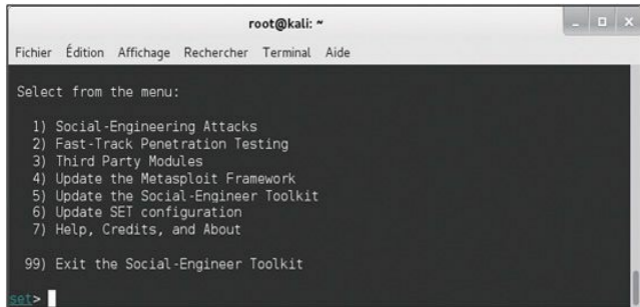 root@kali: ~
Fichier Édition Affichage Rechercher Terminal Aide
Select from the menu:
1) Social-Engineering Attacks
2) Fast-Track Penetration Testing
3) Third Party Modules
4) Update the Metasploit Framework
5) Update the Social-Engineer Toolkit
6) Update SET configuration
7) Help, Credits, and About
99) Exit the Social-Engineer Toolkit
set>